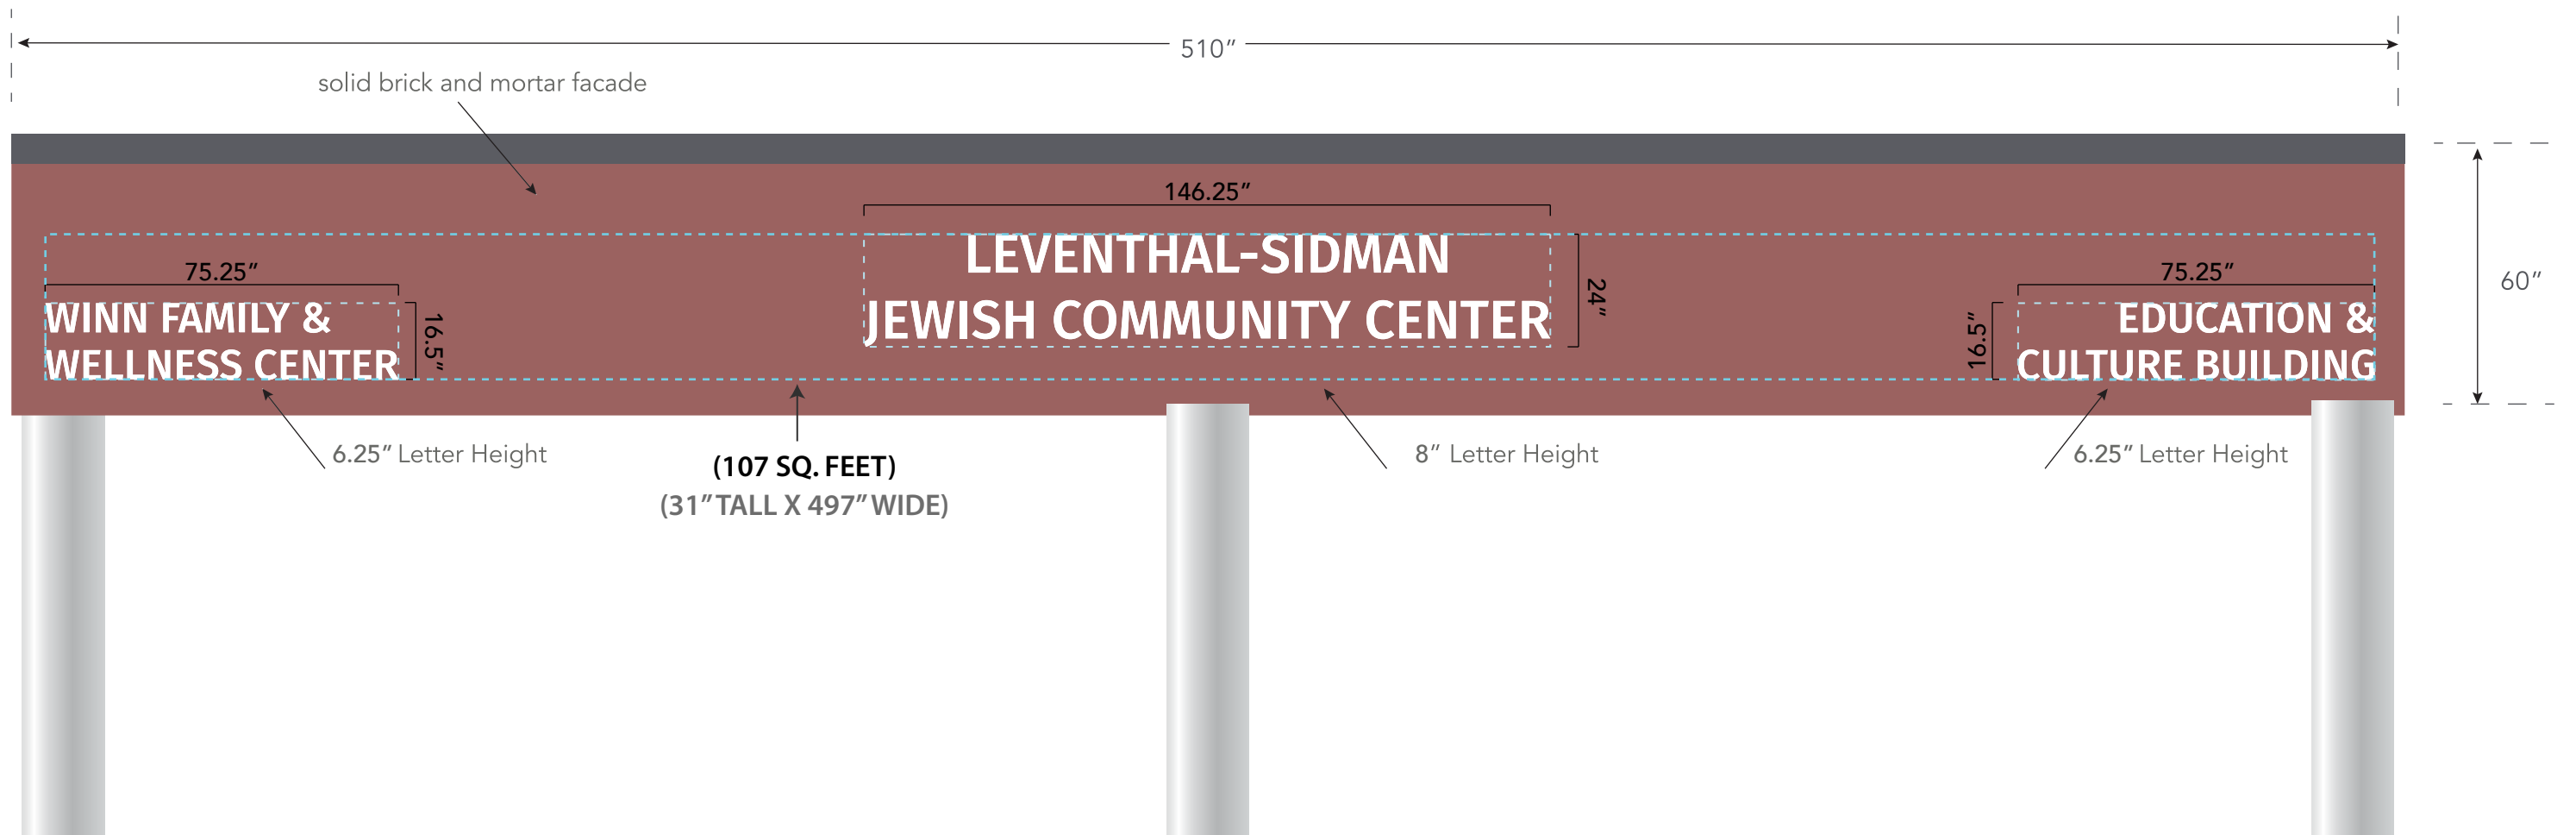 510”
solid brick and mortar facade
146.25”
LEVENTHAL-SIDMAN
JEWISH COMMUNITY CENTER
24”
75.25”
WINN FAMILY &
WELLNESS CENTER
16.5”
75.25”
EDUCATION &
CULTURE BUILDING
16.5”
60”
6.25” Letter Height
(107 SQ. FEET)
(31” TALL X 497” WIDE)
8” Letter Height
6.25” Letter Height